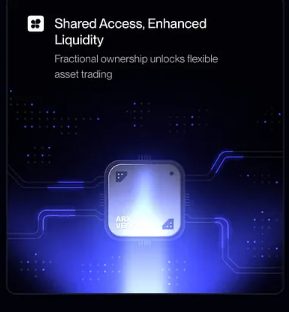 Shared Access, Enhanced
Liquidity
Fractional ownership unlocks flexible
asset trading